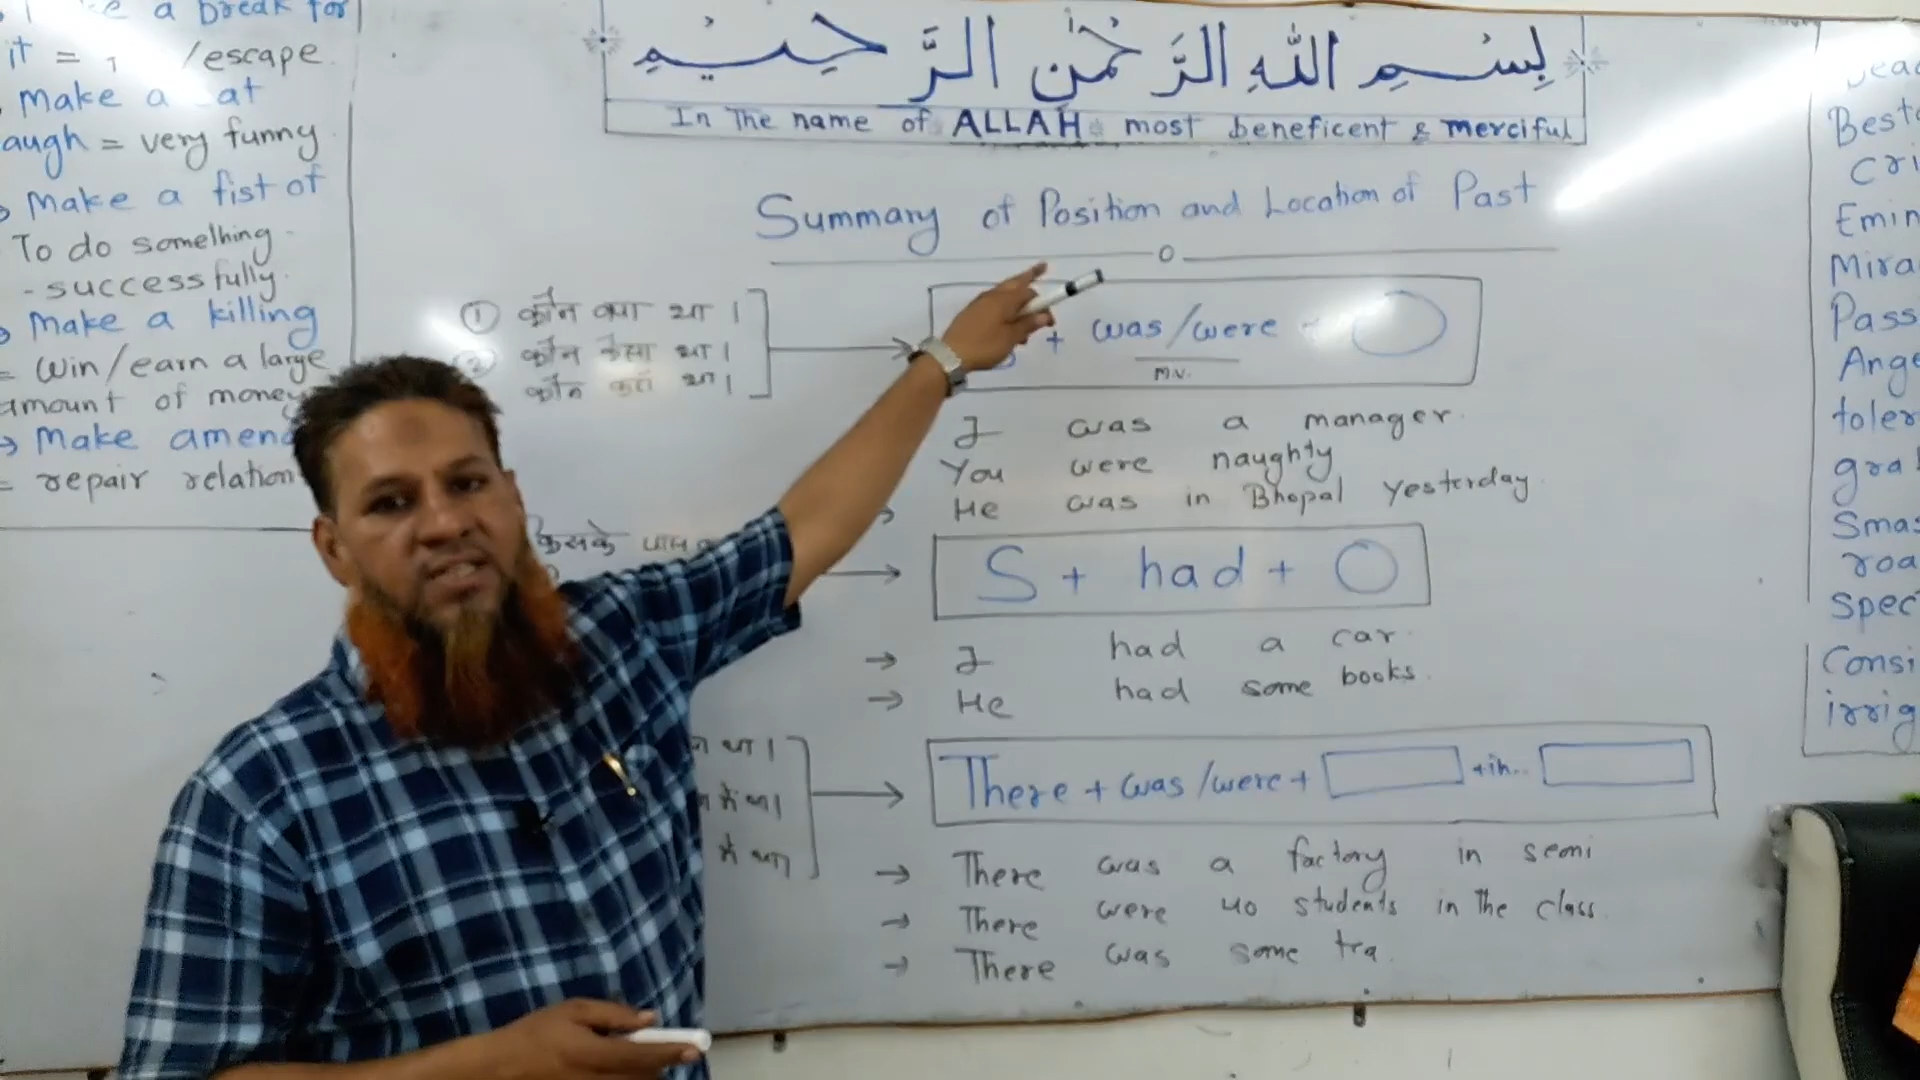 a break for
it = /escape
Make a at
augh = very funny
Make a fist of
To do something
- successfully
Make a killing
= win/earn a large
amount of money
→ Make amen
= repair relation
بِسْمِ اللهِ الرَّحْمٰنِ الرَّحِيْمِ
In The name of ALLAH most beneficent & merciful
Summary of Position and Location of Past
① कौन क्या था ।
② कौन कैसा था ।
कौन कहाँ था ।
+ was/were
M.V.
I was a manager.
You were naughty
He was in Bhopal Yesterday.
किसके पास
S + had + O
→ I had a car.
→ He had some books.
था ।
में था।
में था
There + was/were + +in..
→ There was a factory in semi
→ There were 40 students in The class.
→ There was some tra
Best
Cri
Emin
Mira
Pass
Ange
toler
gra
Smas
roa
Spec
Consi
irrig